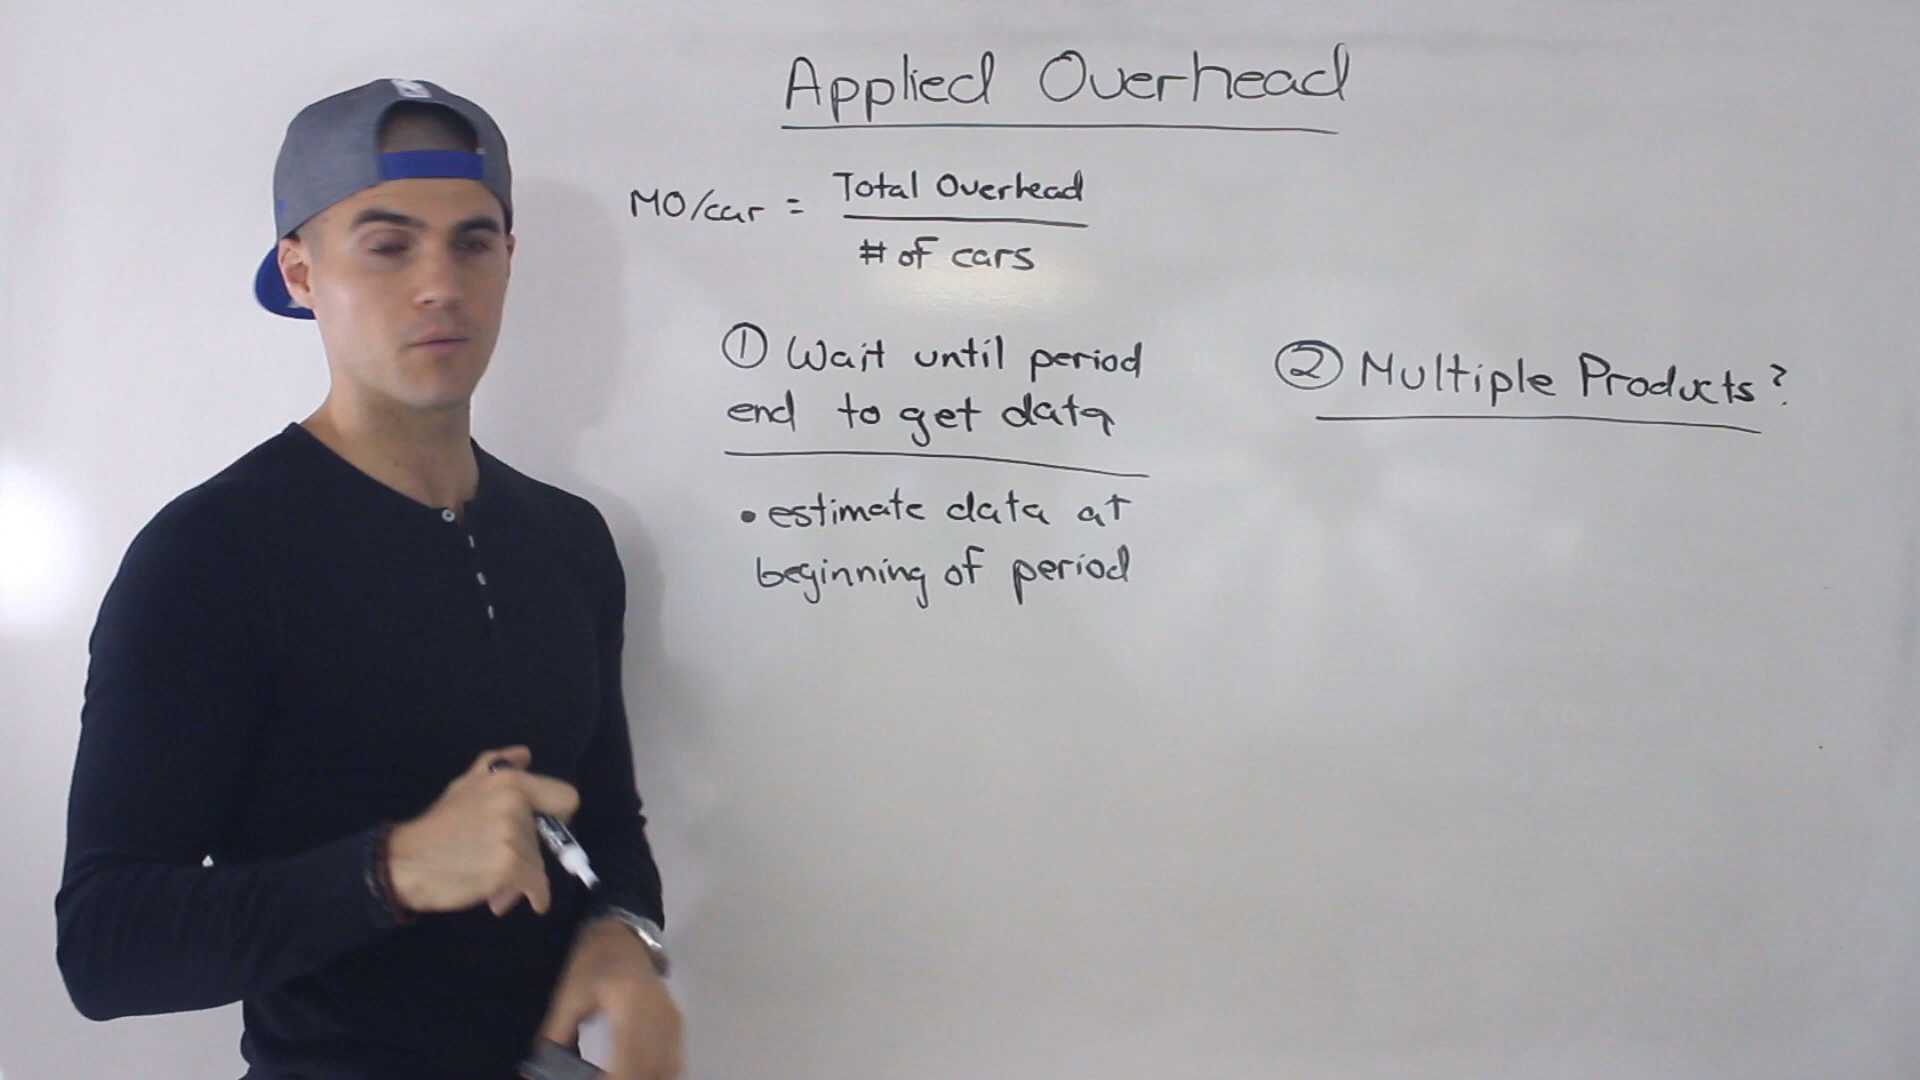 Applied Overhead
MO/car = Total Overhead
# of cars
① Wait until period
end to get data
• estimate data at
beginning of period
② Multiple Products?